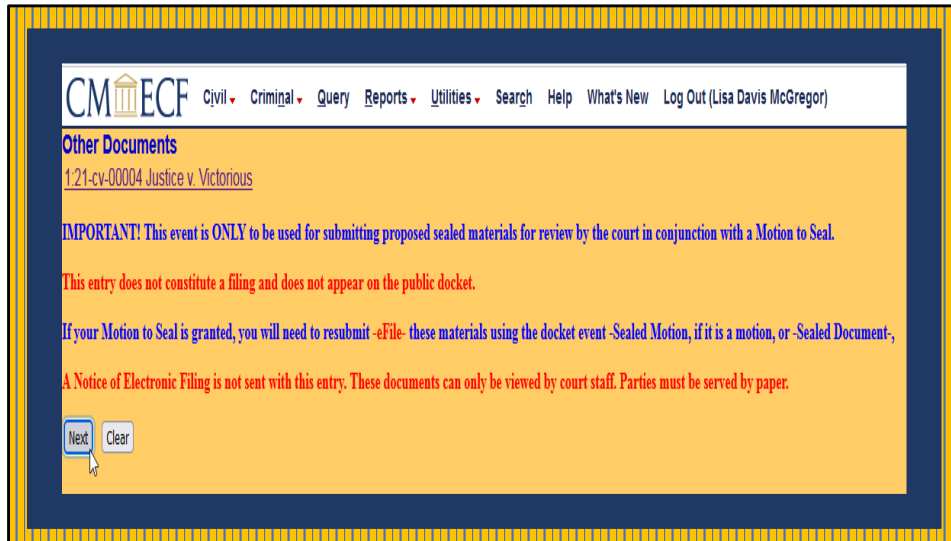 CM ECF Civil Criminal Query Reports Utilities Search Help What's New Log Out (Lisa Davis McGregor)
Other Documents
1:21-cv-00004 Justice v. Victorious
IMPORTANT! This event is ONLY to be used for submitting proposed sealed materials for review by the court in conjunction with a Motion to Seal.
This entry does not constitute a filing and does not appear on the public docket.
If your Motion to Seal is granted, you will need to resubmit -eFile- these materials using the docket event -Sealed Motion, if it is a motion, or -Sealed Document-,
A Notice of Electronic Filing is not sent with this entry. These documents can only be viewed by court staff. Parties must be served by paper.
Next Clear